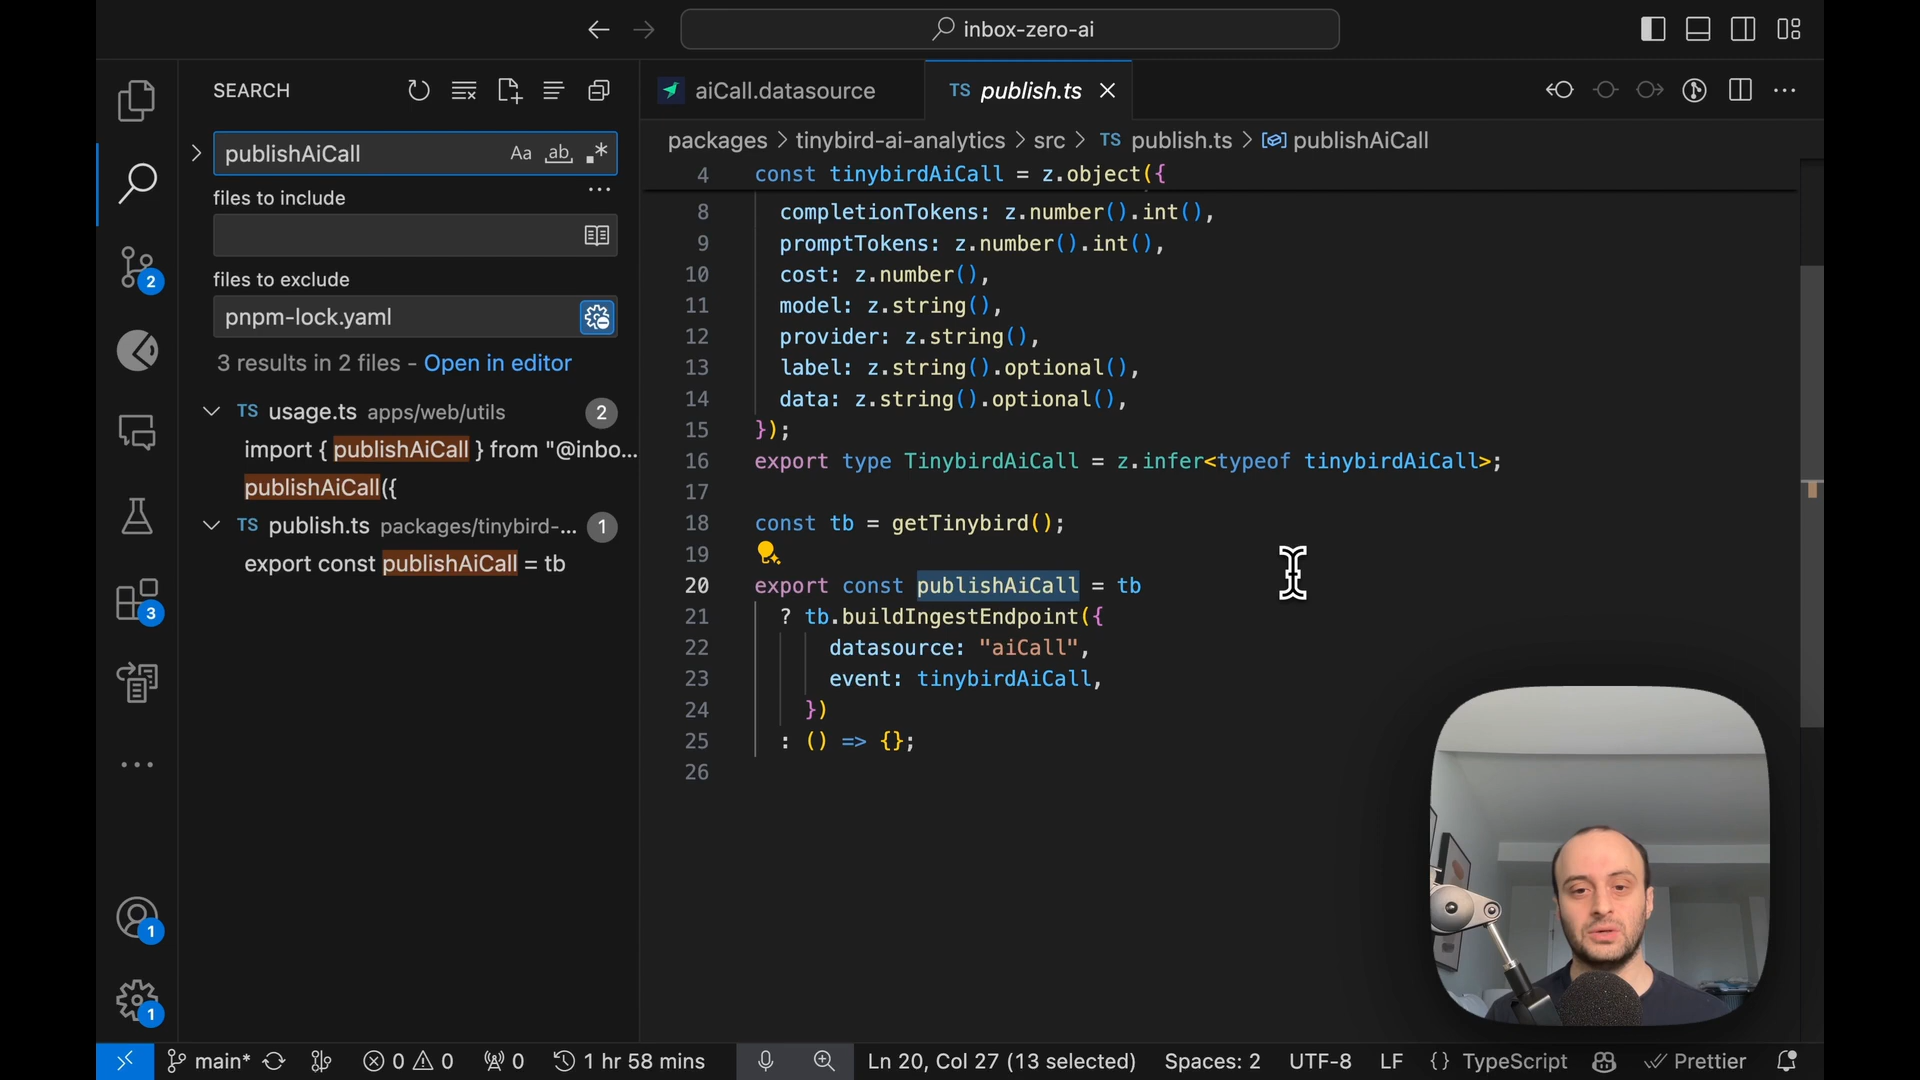 inbox-zero-ai
SEARCH
publishAiCall
Aa ab .*
files to include
files to exclude
pnpm-lock.yaml
3 results in 2 files - Open in editor
TS usage.ts apps/web/utils 2
import { publishAiCall } from "@inbo...
publishAiCall({
TS publish.ts packages/tinybird-... 1
export const publishAiCall = tb
2
3
1
1
aiCall.datasource
TS publish.ts
packages > tinybird-ai-analytics > src > TS publish.ts > publishAiCall
4 const tinybirdAiCall = z.object({
8 completionTokens: z.number().int(),
9 promptTokens: z.number().int(),
10 cost: z.number(),
11 model: z.string(),
12 provider: z.string(),
13 label: z.string().optional(),
14 data: z.string().optional(),
15 });
16 export type TinybirdAiCall = z.infer<typeof tinybirdAiCall>;
17
18 const tb = getTinybird();
19
20 export const publishAiCall = tb
21 ? tb.buildIngestEndpoint({
22 datasource: "aiCall",
23 event: tinybirdAiCall,
24 })
25 : () => {};
26
main* 0 0 0 1 hr 58 mins Ln 20, Col 27 (13 selected) Spaces: 2 UTF-8 LF {} TypeScript Prettier